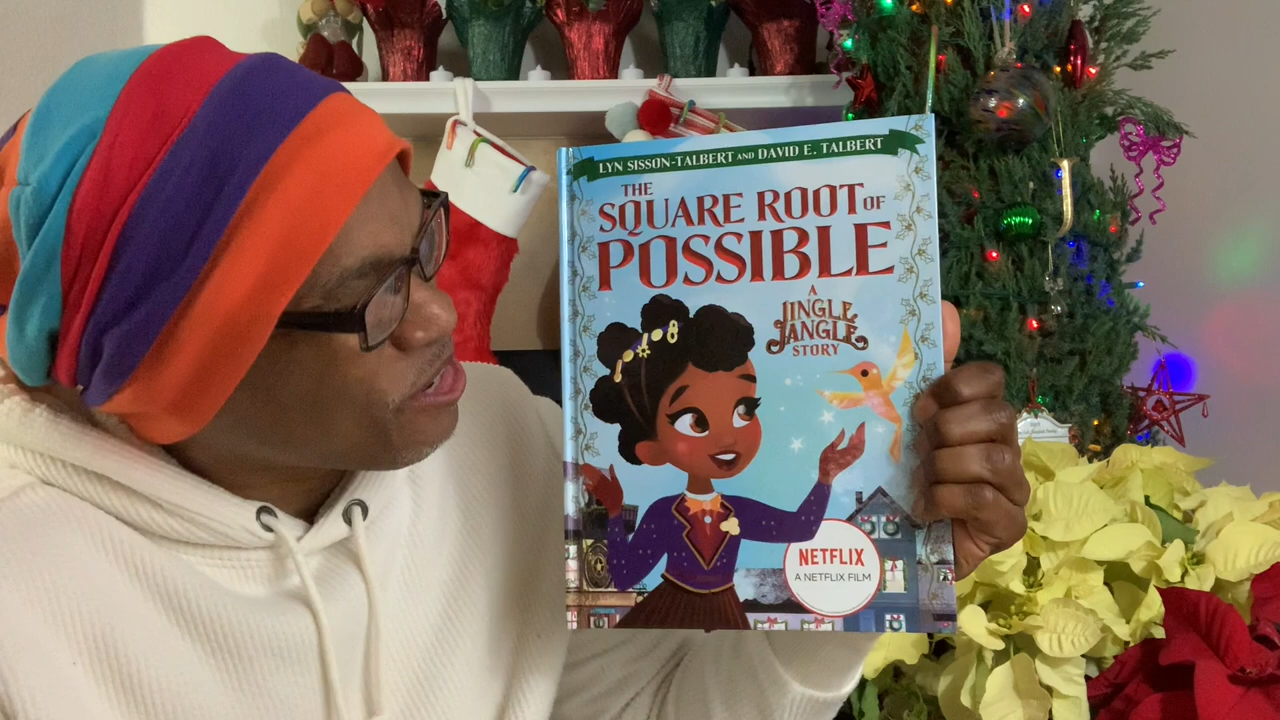 LYN SISSON-TALBERT AND DAVID E. TALBERT
THE
SQUARE ROOT OF
POSSIBLE
A
JINGLE
JANGLE
STORY
NETFLIX
A NETFLIX FILM